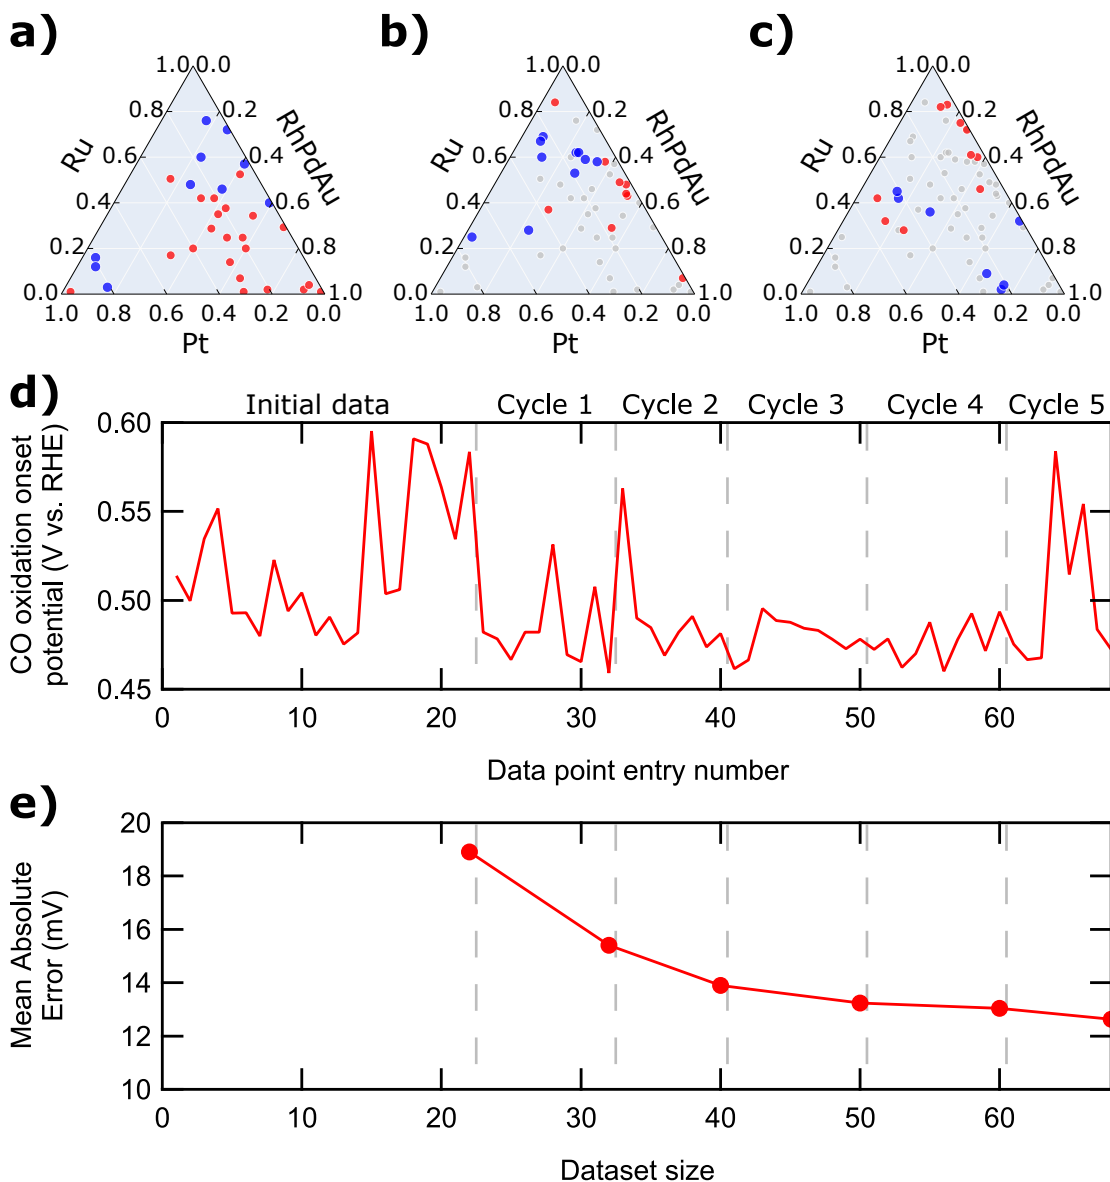 a)
b)
c)
1.0 0.0
1.0 0.0
1.0 0.0
0.8 0.2
0.8 0.2
0.8 0.2
Ru RhPdAu
Ru RhPdAu
Ru RhPdAu
0.6 0.4
0.6 0.4
0.6 0.4
0.4 0.6
0.4 0.6
0.4 0.6
0.2 0.8
0.2 0.8
0.2 0.8
0.0 1.0
0.0 1.0
0.0 1.0
1.0 0.8 0.6 0.4 0.2 0.0
1.0 0.8 0.6 0.4 0.2 0.0
1.0 0.8 0.6 0.4 0.2 0.0
Pt
Pt
Pt
d)
Initial data Cycle 1 Cycle 2 Cycle 3 Cycle 4 Cycle 5
CO oxidation onset
potential (V vs. RHE)
0.60
0.55
0.50
0.45
0 10 20 30 40 50 60
Data point entry number
e)
Mean Absolute
Error (mV)
20
18
16
14
12
10
0 10 20 30 40 50 60
Dataset size